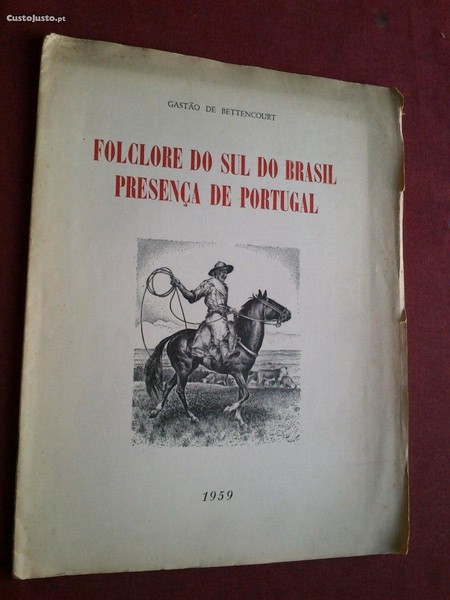 CustoJusto.pt
GASTÃO DE BETTENCOURT
FOLCLORE DO SUL DO BRASIL
PRESENÇA DE PORTUGAL
1959